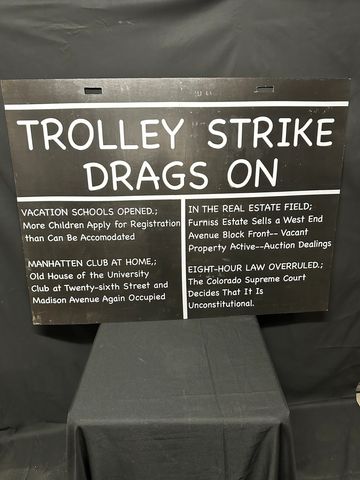 TROLLEY STRIKE
DRAGS ON
VACATION SCHOOLS OPENED.;
More Children Apply for Registration
than Can Be Accomodated
MANHATTEN CLUB AT HOME,;
Old House of the University
Club at Twenty-sixth Street and
Madison Avenue Again Occupied
IN THE REAL ESTATE FIELD;
Furniss Estate Sells a West End
Avenue Block Front-- Vacant
Property Active--Auction Dealings
EIGHT-HOUR LAW OVERRULED.;
The Colorado Supreme Court
Decides That It Is
Unconstitutional.